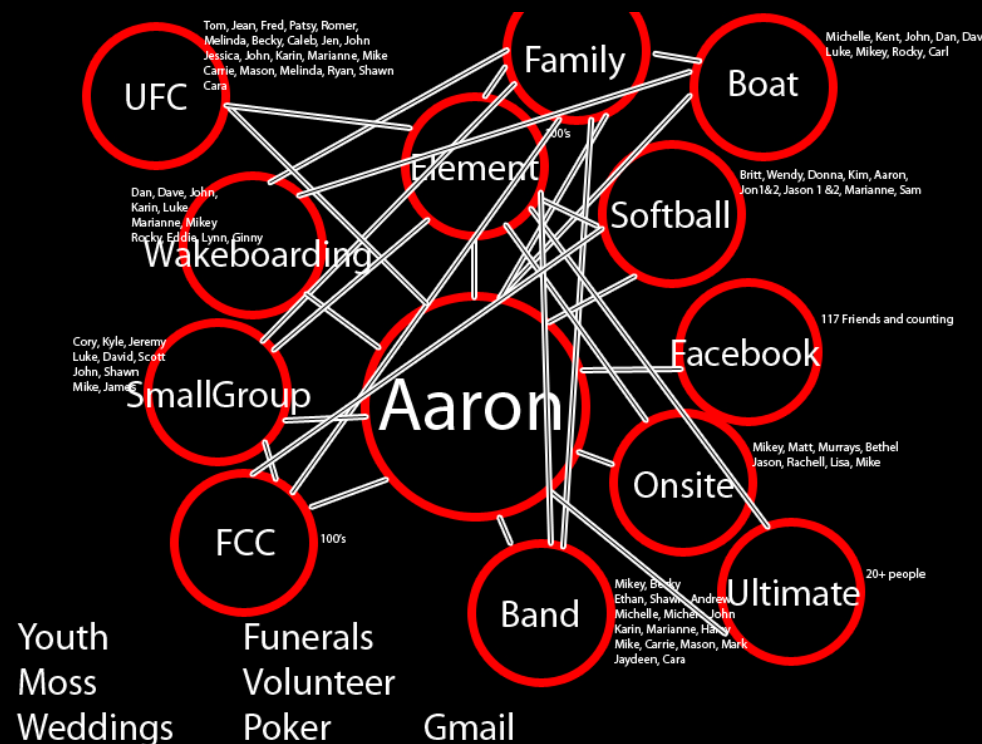 Tom, Jean, Fred, Patsy, Romer,
Melinda, Becky, Caleb, Jen, John
Jessica, John, Karin, Marianne, Mike
Carrie, Mason, Melinda, Ryan, Shawn
Cara
UFC
Family
Michelle, Kent, John, Dan, Dav
Luke, Mikey, Rocky, Carl
Boat
100's
Element
Britt, Wendy, Donna, Kim, Aaron,
Jon1&2, Jason 1 &2, Marianne, Sam
Softball
Dan, Dave, John,
Karin, Luke
Marianne, Mikey
Rocky, Eddie, Lynn, Ginny
Wakeboarding
117 Friends and counting
Facebook
Cory, Kyle, Jeremy
Luke, David, Scott
John, Shawn
Mike, James
SmallGroup
Aaron
Mikey, Matt, Murrays, Bethel
Jason, Rachell, Lisa, Mike
Onsite
FCC
100's
20+ people
Ultimate
Band
Mikey, Becky
Ethan, Shawn, Andrew
Michelle, Michel, John
Karin, Marianne,
Mike, Carrie, Mason, Mark
Jaydeen, Cara
Youth
Funerals
Moss
Volunteer
Weddings
Poker
Gmail